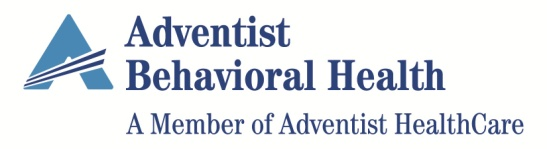 Adventist
Behavioral Health
A Member of Adventist HealthCare